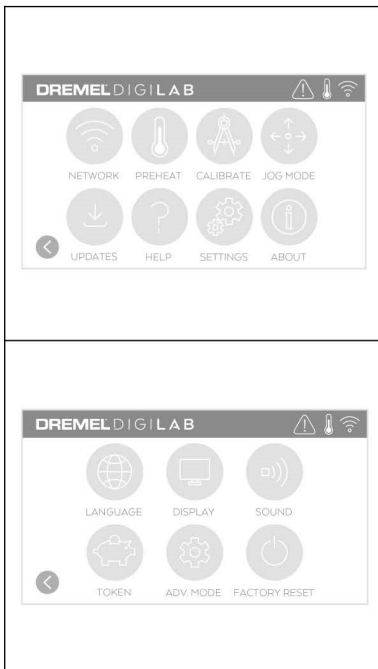 DREMEL DIGILAB
NETWORK PREHEAT CALIBRATE JOG MODE
UPDATES HELP SETTINGS ABOUT
DREMEL DIGILAB
LANGUAGE DISPLAY SOUND
TOKEN ADV. MODE FACTORY RESET